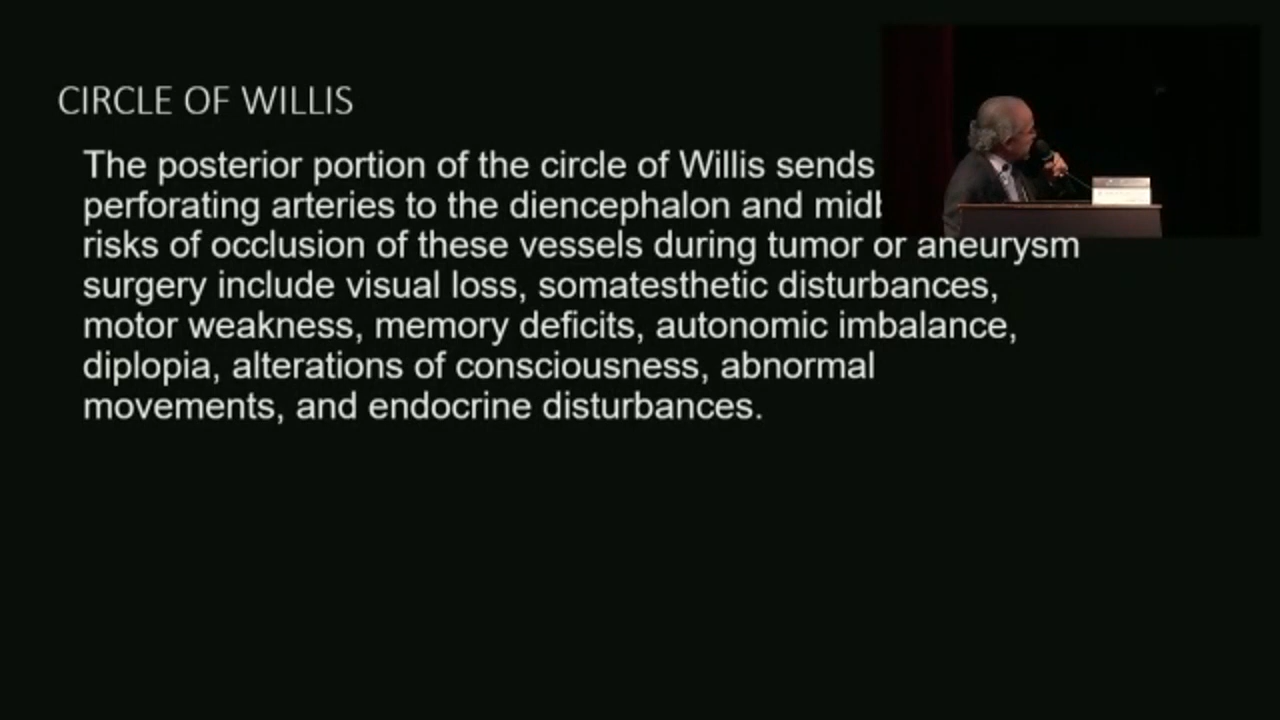 CIRCLE OF WILLIS
The posterior portion of the circle of Willis sends
perforating arteries to the diencephalon and
risks of occlusion of these vessels during tumor or aneurysm
surgery include visual loss, somatesthetic disturbances,
motor weakness, memory deficits, autonomic imbalance,
diplopia, alterations of consciousness, abnormal
movements, and endocrine disturbances.